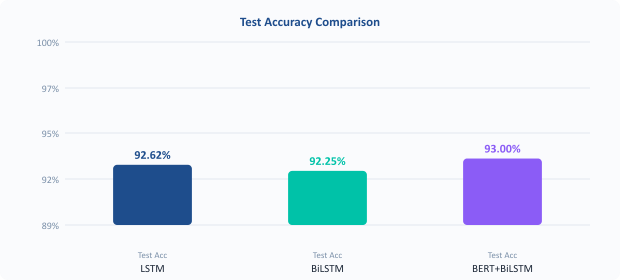 Test Accuracy Comparison
100%
97%
95%
92%
89%
92.62%
92.25%
93.00%
Test Acc Test Acc Test Acc
LSTM BiLSTM BERT+BiLSTM